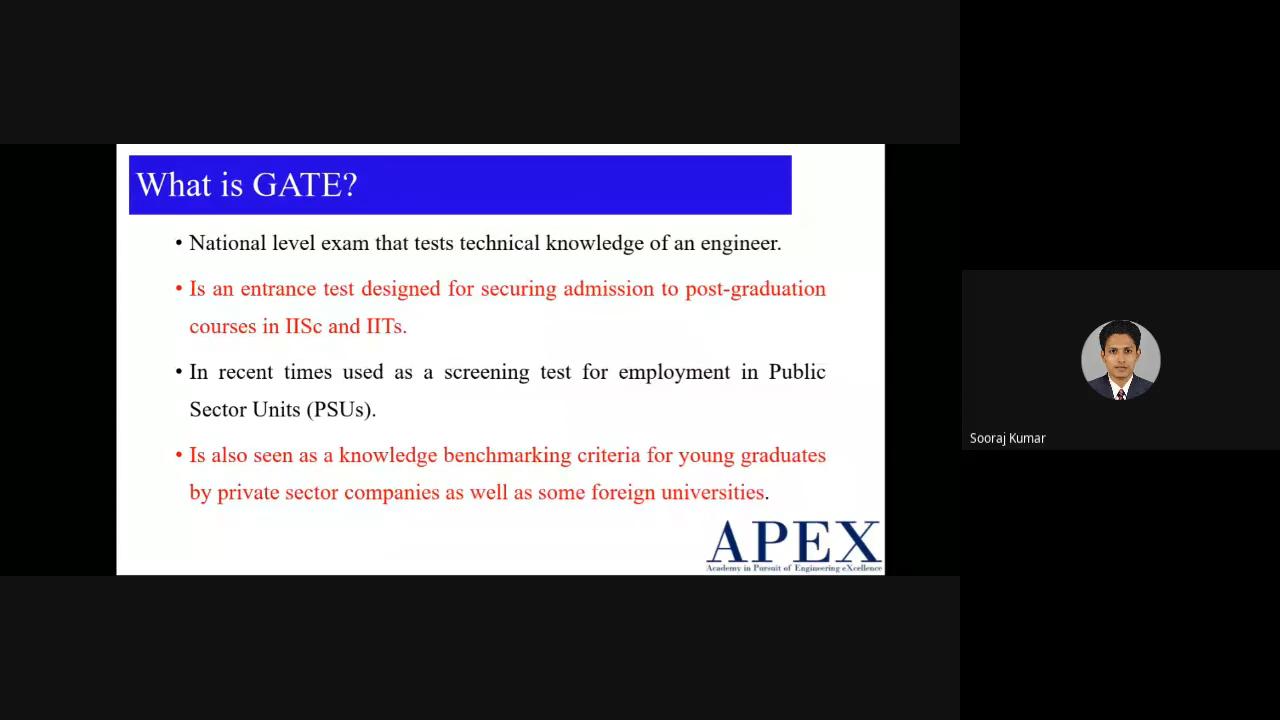 What is GATE?
• National level exam that tests technical knowledge of an engineer.
• Is an entrance test designed for securing admission to post-graduation
courses in IISc and IITs.
• In recent times used as a screening test for employment in Public
Sector Units (PSUs).
• Is also seen as a knowledge benchmarking criteria for young graduates
by private sector companies as well as some foreign universities.
APEX
Academy in Pursuit of Engineering eXcellence
Sooraj Kumar